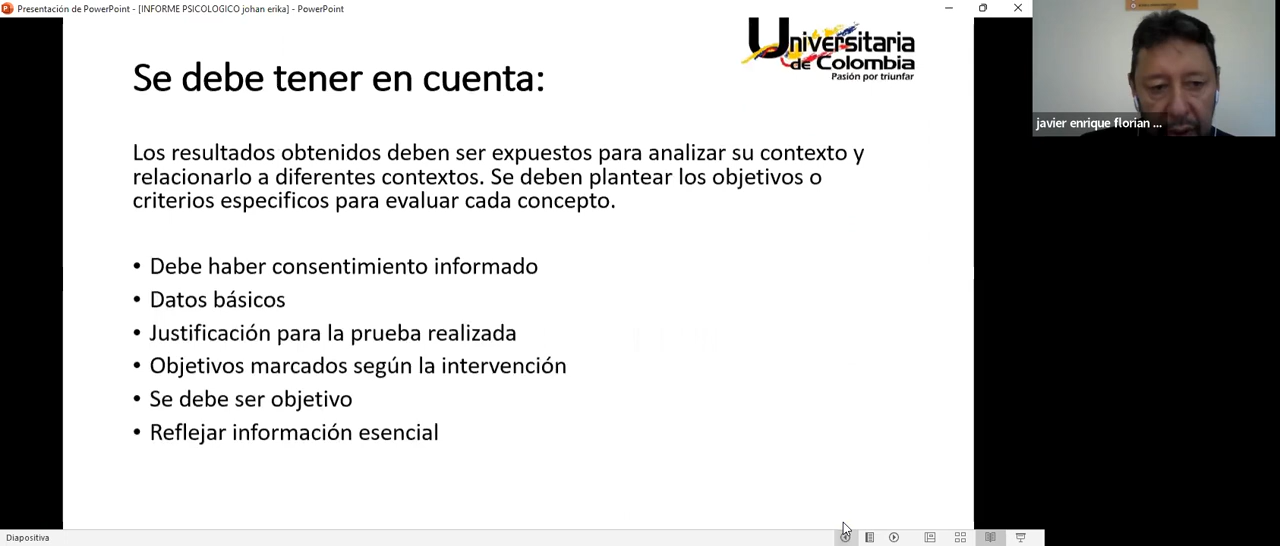 Presentación de PowerPoint - [INFORME PSICOLOGICO johan erika] - PowerPoint
Universitaria
de Colombia
Pasión por triunfar
Se debe tener en cuenta:
javier enrique florian ...
Los resultados obtenidos deben ser expuestos para analizar su contexto y
relacionarlo a diferentes contextos. Se deben plantear los objetivos o
criterios especificos para evaluar cada concepto.
• Debe haber consentimiento informado
• Datos básicos
• Justificación para la prueba realizada
• Objetivos marcados según la intervención
• Se debe ser objetivo
• Reflejar información esencial
Diapositiva